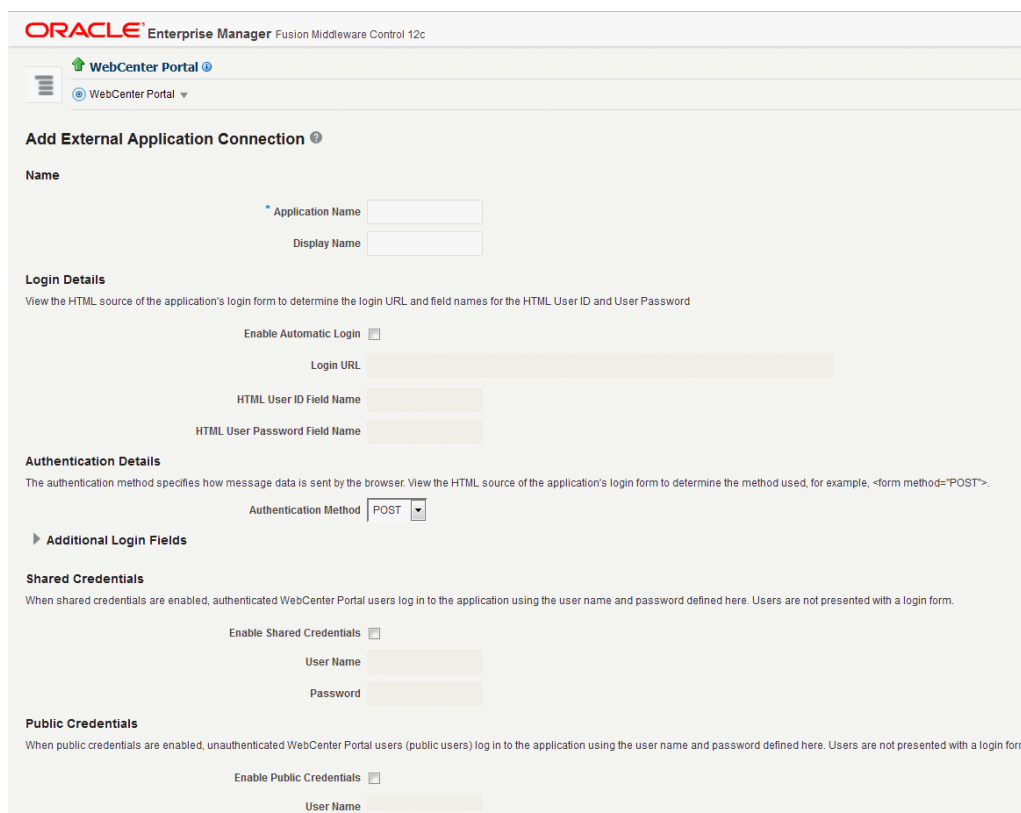 ORACLE Enterprise Manager Fusion Middleware Control 12c
WebCenter Portal
WebCenter Portal
Add External Application Connection
Name
* Application Name
Display Name
Login Details
View the HTML source of the application's login form to determine the login URL and field names for the HTML User ID and User Password
Enable Automatic Login
Login URL
HTML User ID Field Name
HTML User Password Field Name
Authentication Details
The authentication method specifies how message data is sent by the browser. View the HTML source of the application's login form to determine the method used, for example, <form method="POST">.
Authentication Method POST
Additional Login Fields
Shared Credentials
When shared credentials are enabled, authenticated WebCenter Portal users log in to the application using the user name and password defined here. Users are not presented with a login form.
Enable Shared Credentials
User Name
Password
Public Credentials
When public credentials are enabled, unauthenticated WebCenter Portal users (public users) log in to the application using the user name and password defined here. Users are not presented with a login for
Enable Public Credentials
User Name